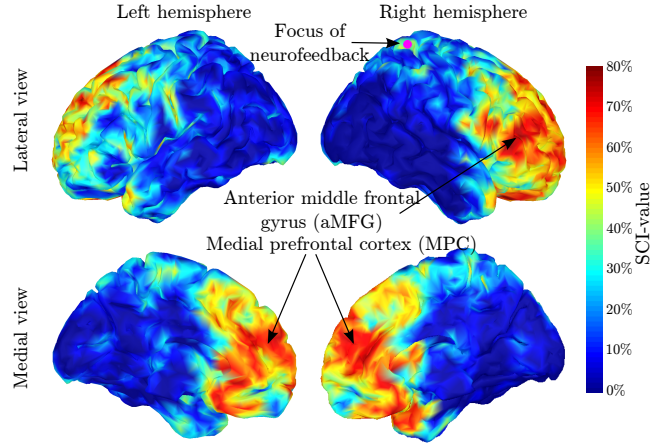 Left hemisphere
Right hemisphere
Focus of
neurofeedback
Lateral view
Anterior middle frontal
gyrus (aMFG)
Medial prefrontal cortex (MPC)
Medial view
80%
70%
60%
50%
40%
30%
20%
10%
0%
SCI-value